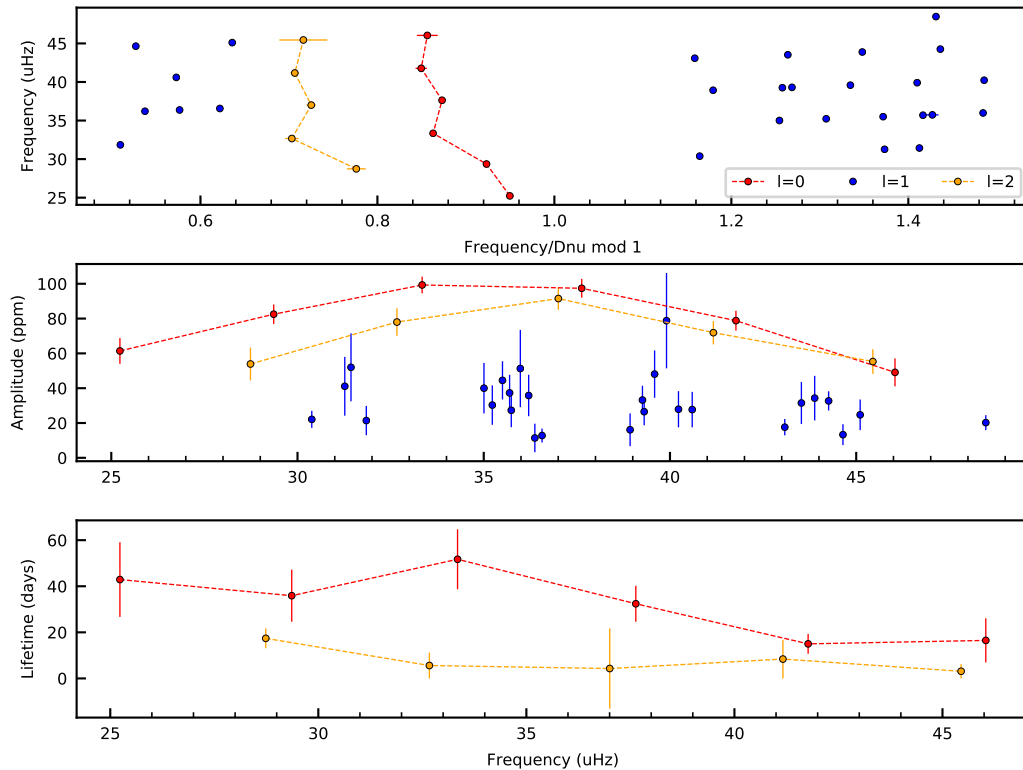 Frequency (uHz)
45
40
35
30
25
0.6 0.8 1.0 1.2 1.4
l=0 l=1 l=2
Frequency/Dnu mod 1
Amplitude (ppm)
100
80
60
40
20
0
25 30 35 40 45
Lifetime (days)
60
40
20
0
25 30 35 40 45
Frequency (uHz)